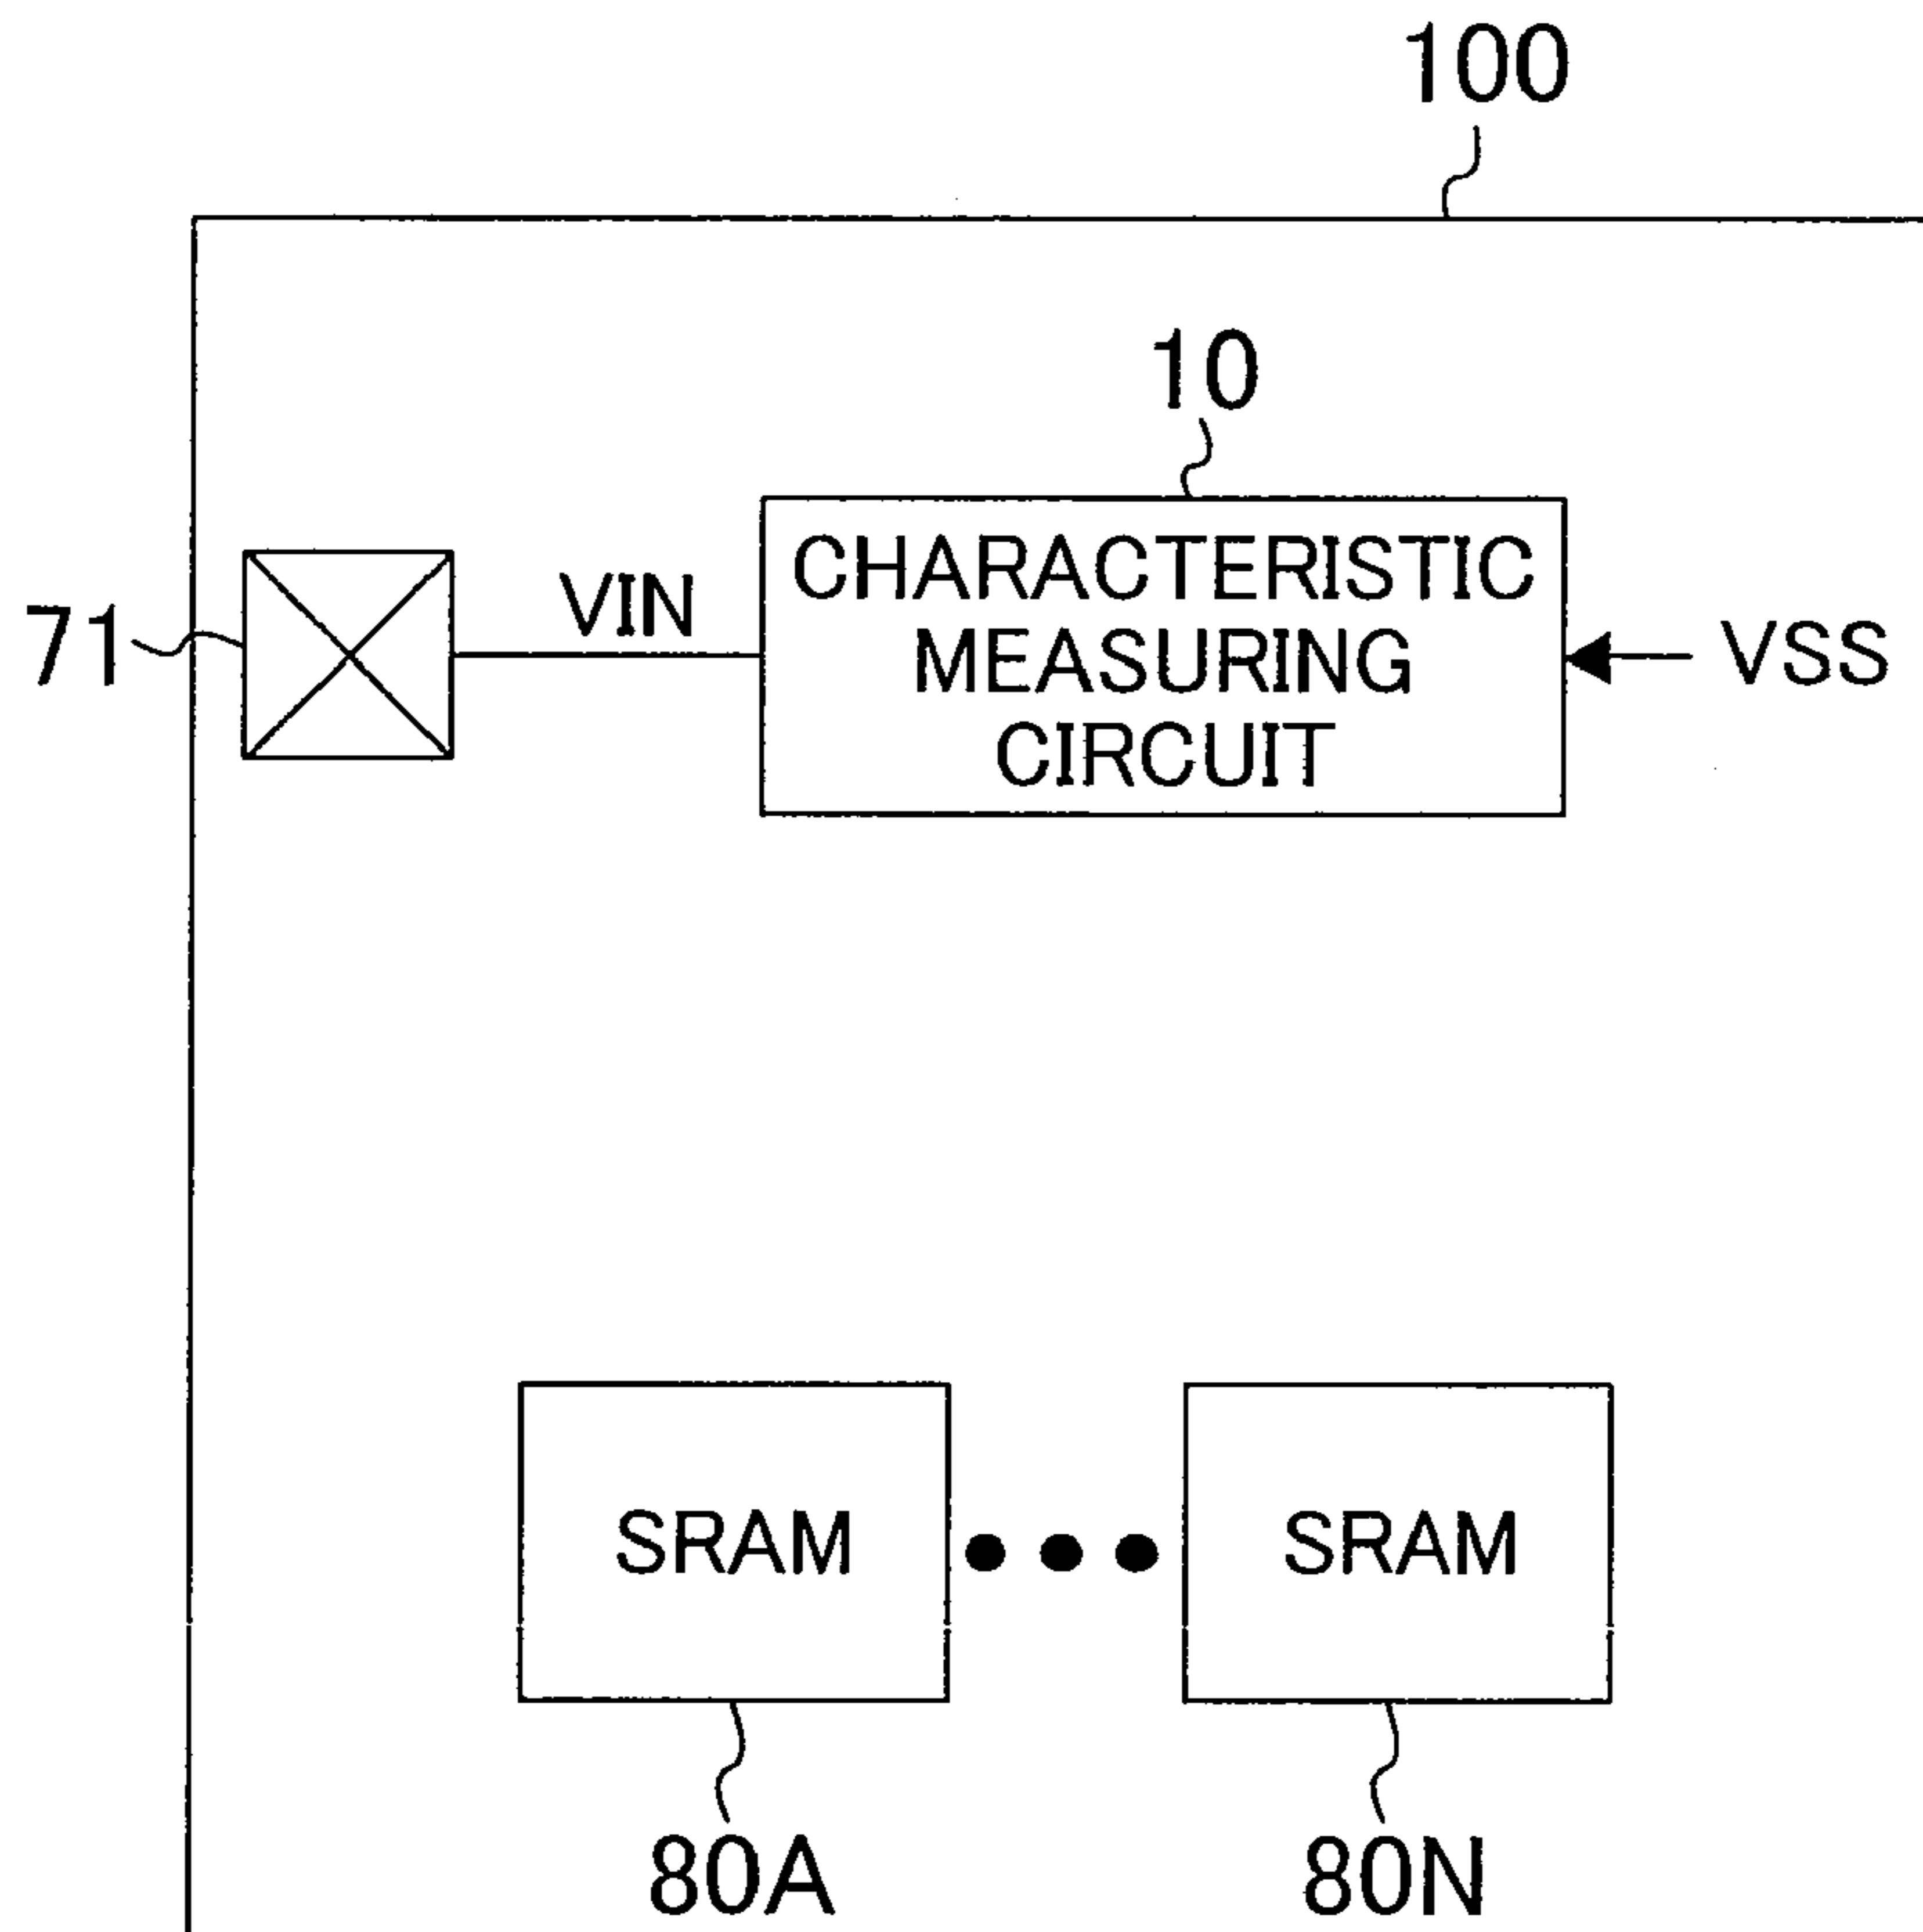 100
10
CHARACTERISTIC
MEASURING
CIRCUIT
VIN
71
VSS
SRAM
SRAM
80A
80N